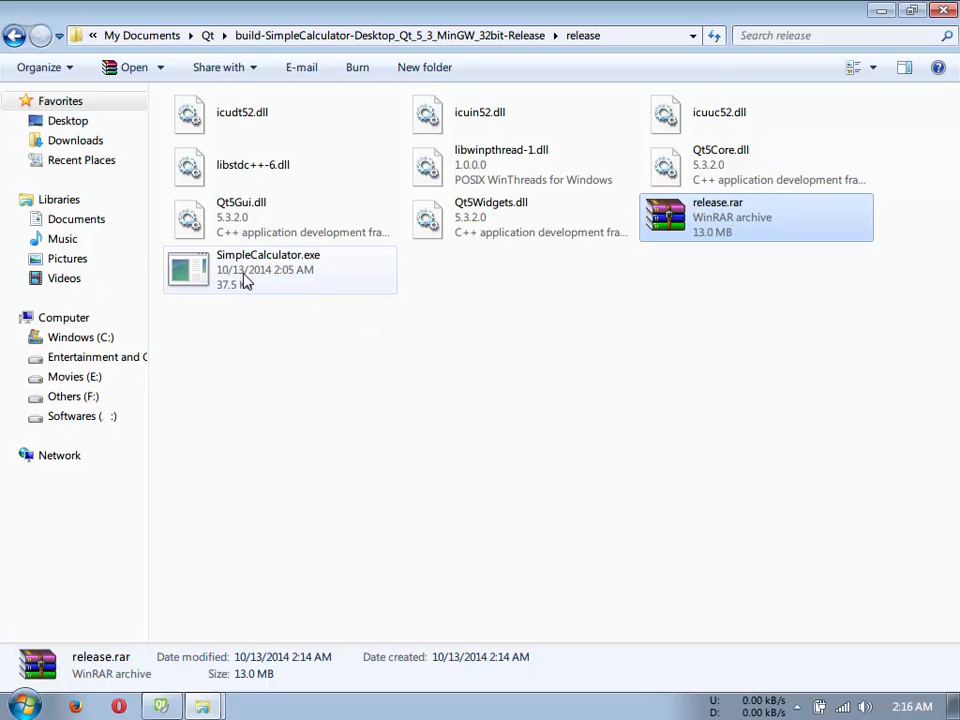 « My Documents Qt build-SimpleCalculator-Desktop_Qt_5_3_MinGW_32bit-Release release
Search release
Organize Open Share with E-mail Burn New folder
Favorites
Desktop
Downloads
Recent Places
Libraries
Documents
Music
Pictures
Videos
Computer
Windows (C:)
Entertainment and
Movies (E:)
Others (F:)
Softwares ( :)
Network
icudt52.dll
icuin52.dll
icuuc52.dll
libstdc++-6.dll
libwinpthread-1.dll
1.0.0.0
POSIX WinThreads for Windows
Qt5Core.dll
5.3.2.0
C++ application development fra...
Qt5Gui.dll
5.3.2.0
C++ application development fra...
Qt5Widgets.dll
5.3.2.0
C++ application development fra...
release.rar
WinRAR archive
13.0 MB
SimpleCalculator.exe
10/13/2014 2:05 AM
37.5
release.rar
WinRAR archive
Date modified: 10/13/2014 2:14 AM
Size: 13.0 MB
Date created: 10/13/2014 2:14 AM
U: 0.00 kB/s
D: 0.00 kB/s
2:16 AM